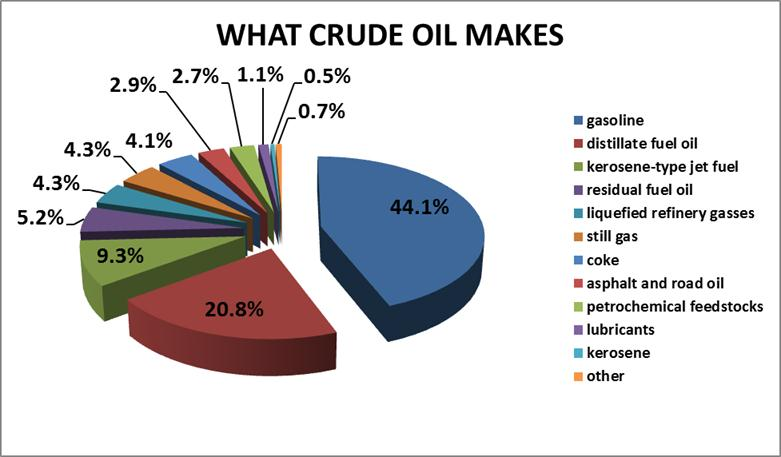 WHAT CRUDE OIL MAKES
2.9%
2.7%
1.1%
0.5%
0.7%
4.1%
4.3%
4.3%
5.2%
9.3%
20.8%
44.1%
gasoline
distillate fuel oil
kerosene-type jet fuel
residual fuel oil
liquefied refinery gasses
still gas
coke
asphalt and road oil
petrochemical feedstocks
lubricants
kerosene
other